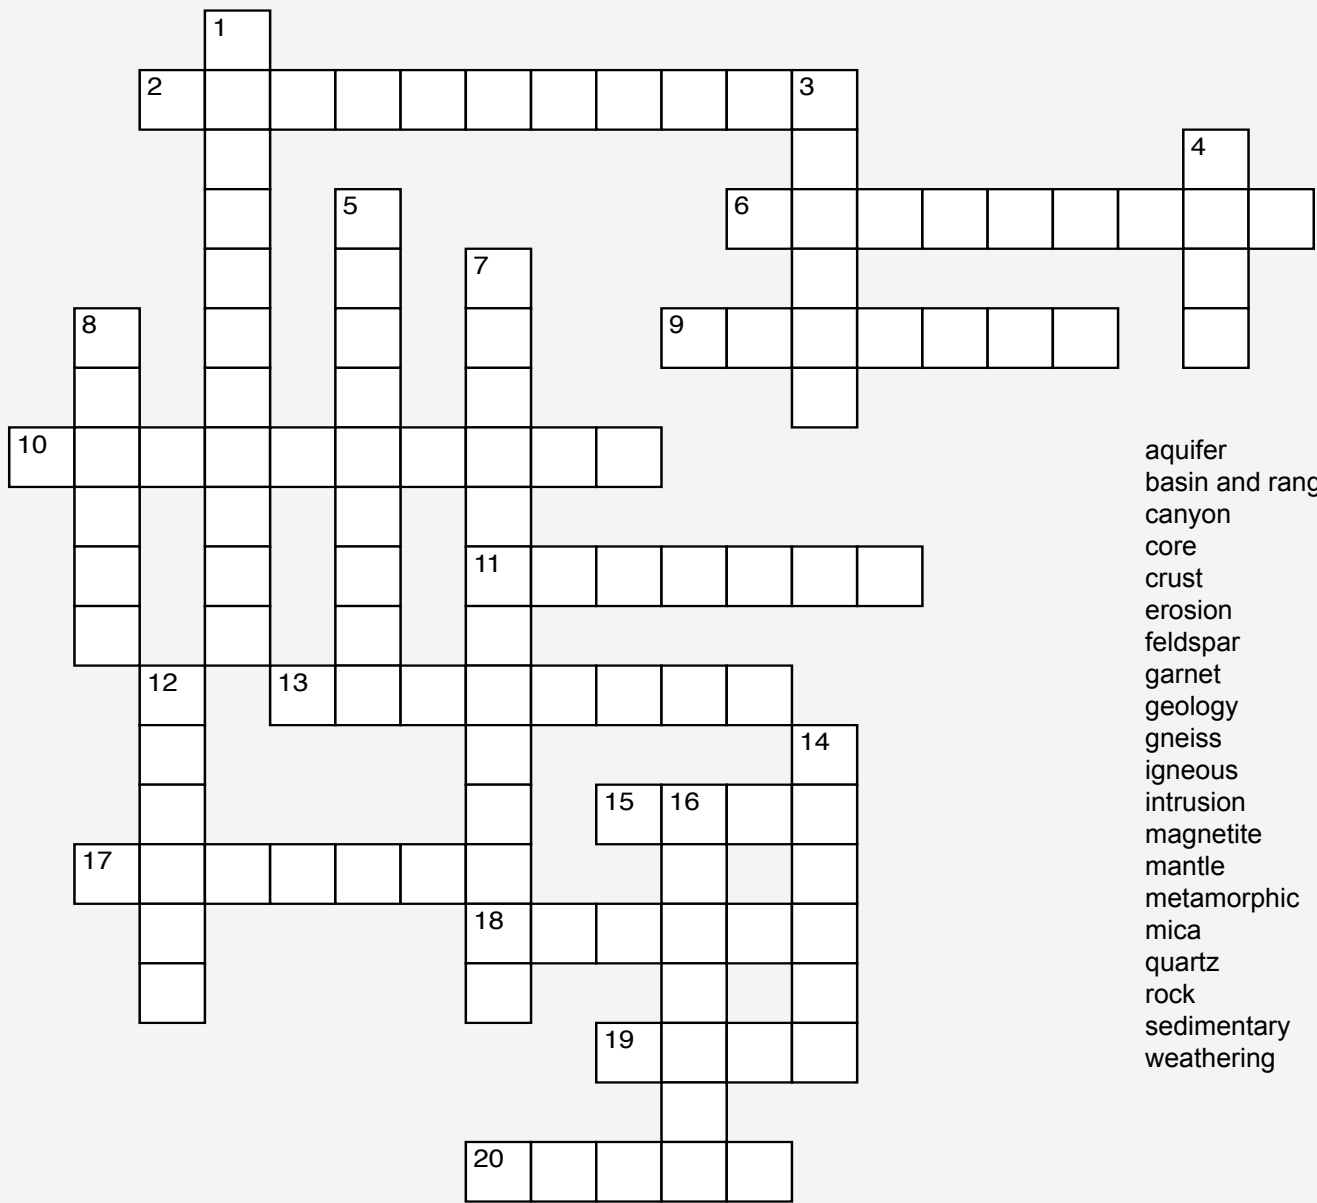 1
2
3
4
5
6
7
8
9
10
11
12
13
14
15
16
17
18
19
20
aquifer
basin and rang
canyon
core
crust
erosion
feldspar
garnet
geology
gneiss
igneous
intrusion
magnetite
mantle
metamorphic
mica
quartz
rock
sedimentary
weathering